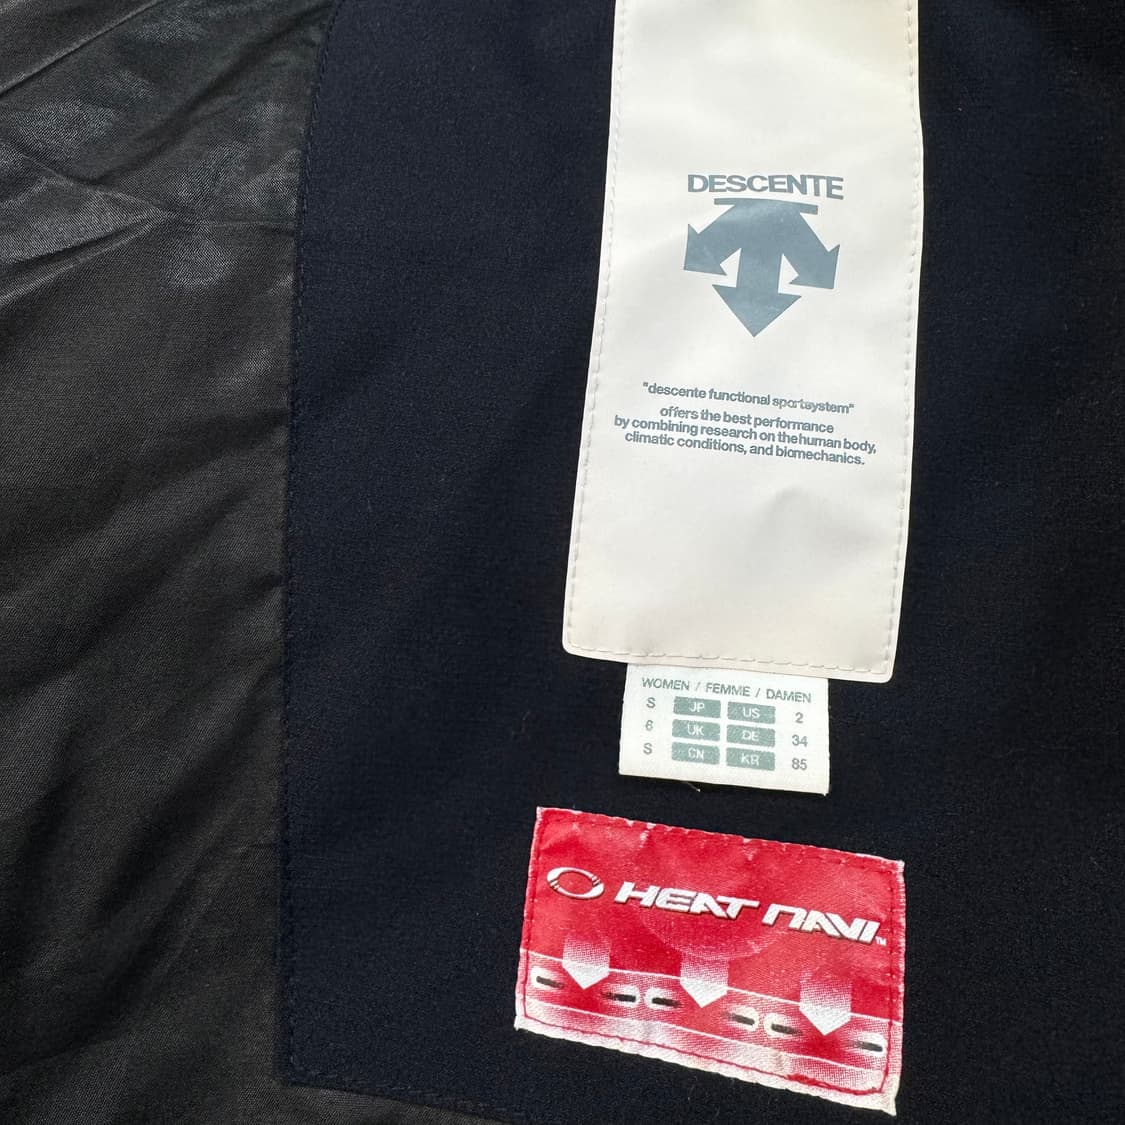 DESCENTE
"descente functional sportsystem"
offers the best performance
by combining research on the human body,
climatic conditions, and biomechanics.
WOMEN / FEMME / DAMEN
S JP US 2
6 UK DE 34
S CN KR 85
HEAT NAVI™